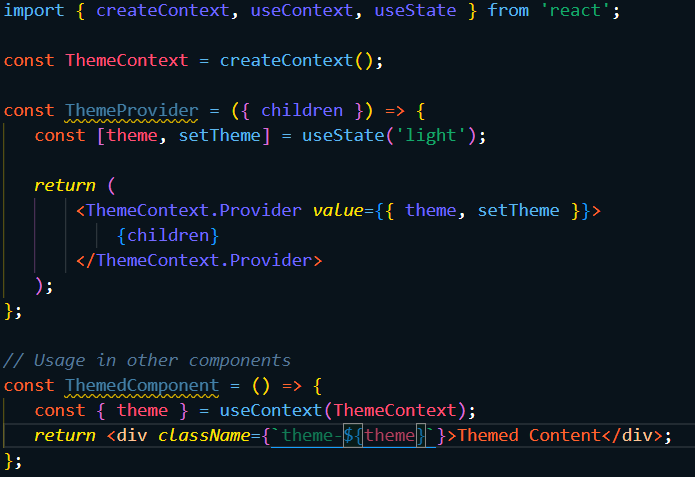 import { createContext, useContext, useState } from 'react';
const ThemeContext = createContext();
const ThemeProvider = ({ children }) => {
const [theme, setTheme] = useState('light');
return (
<ThemeContext.Provider value={{ theme, setTheme }}>
{children}
</ThemeContext.Provider>
);
};
// Usage in other components
const ThemedComponent = () => {
const { theme } = useContext(ThemeContext);
return <div className={`theme-${theme}`}>Themed Content</div>;
};